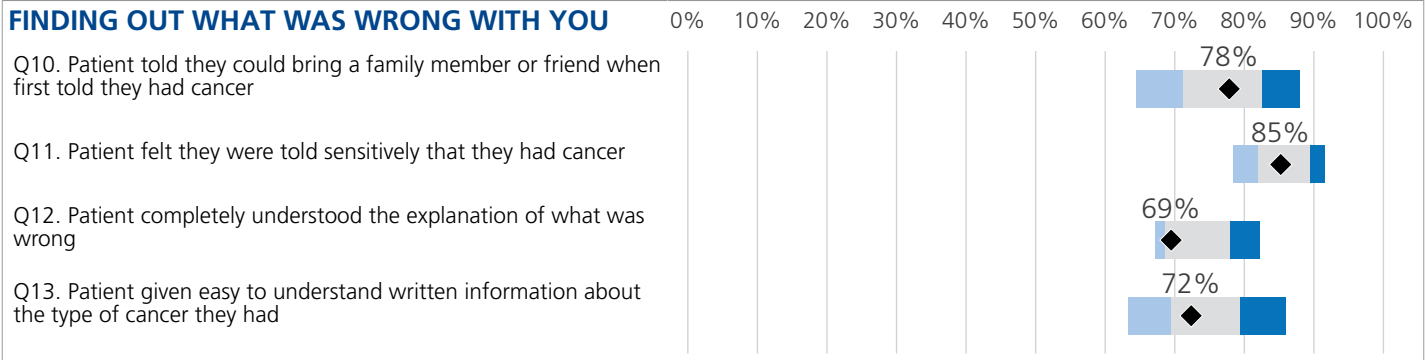 FINDING OUT WHAT WAS WRONG WITH YOU
0% 10% 20% 30% 40% 50% 60% 70% 80% 90% 100%
Q10. Patient told they could bring a family member or friend when
first told they had cancer
78%
Q11. Patient felt they were told sensitively that they had cancer
85%
Q12. Patient completely understood the explanation of what was
wrong
69%
Q13. Patient given easy to understand written information about
the type of cancer they had
72%